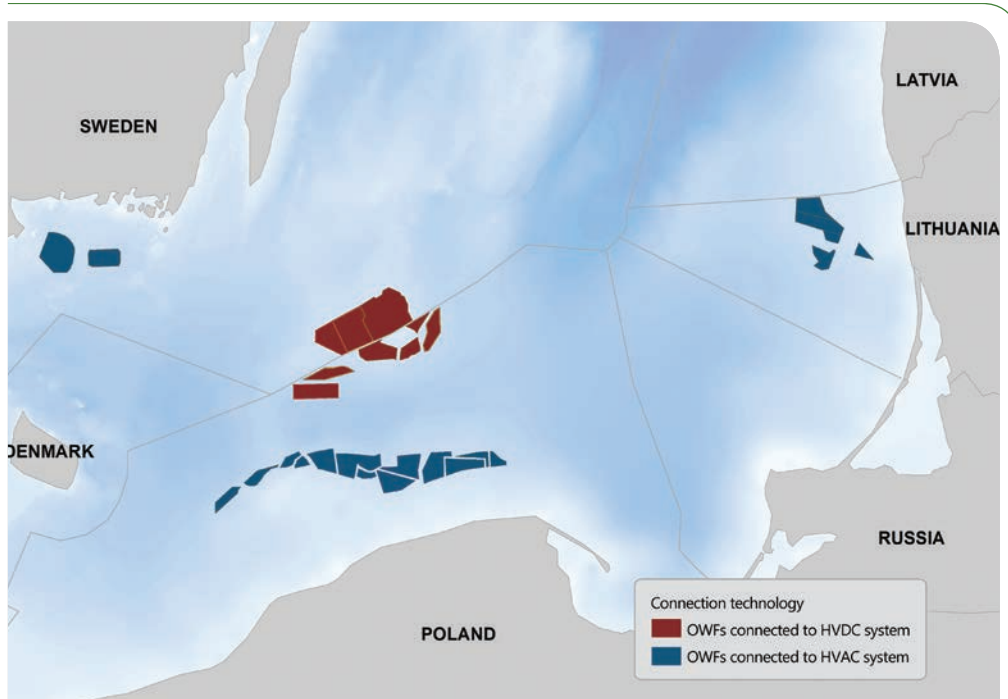 LATVIA
SWEDEN
LITHUANIA
DENMARK
RUSSIA
POLAND
Connection technology
OWFs connected to HVDC system
OWFs connected to HVAC system